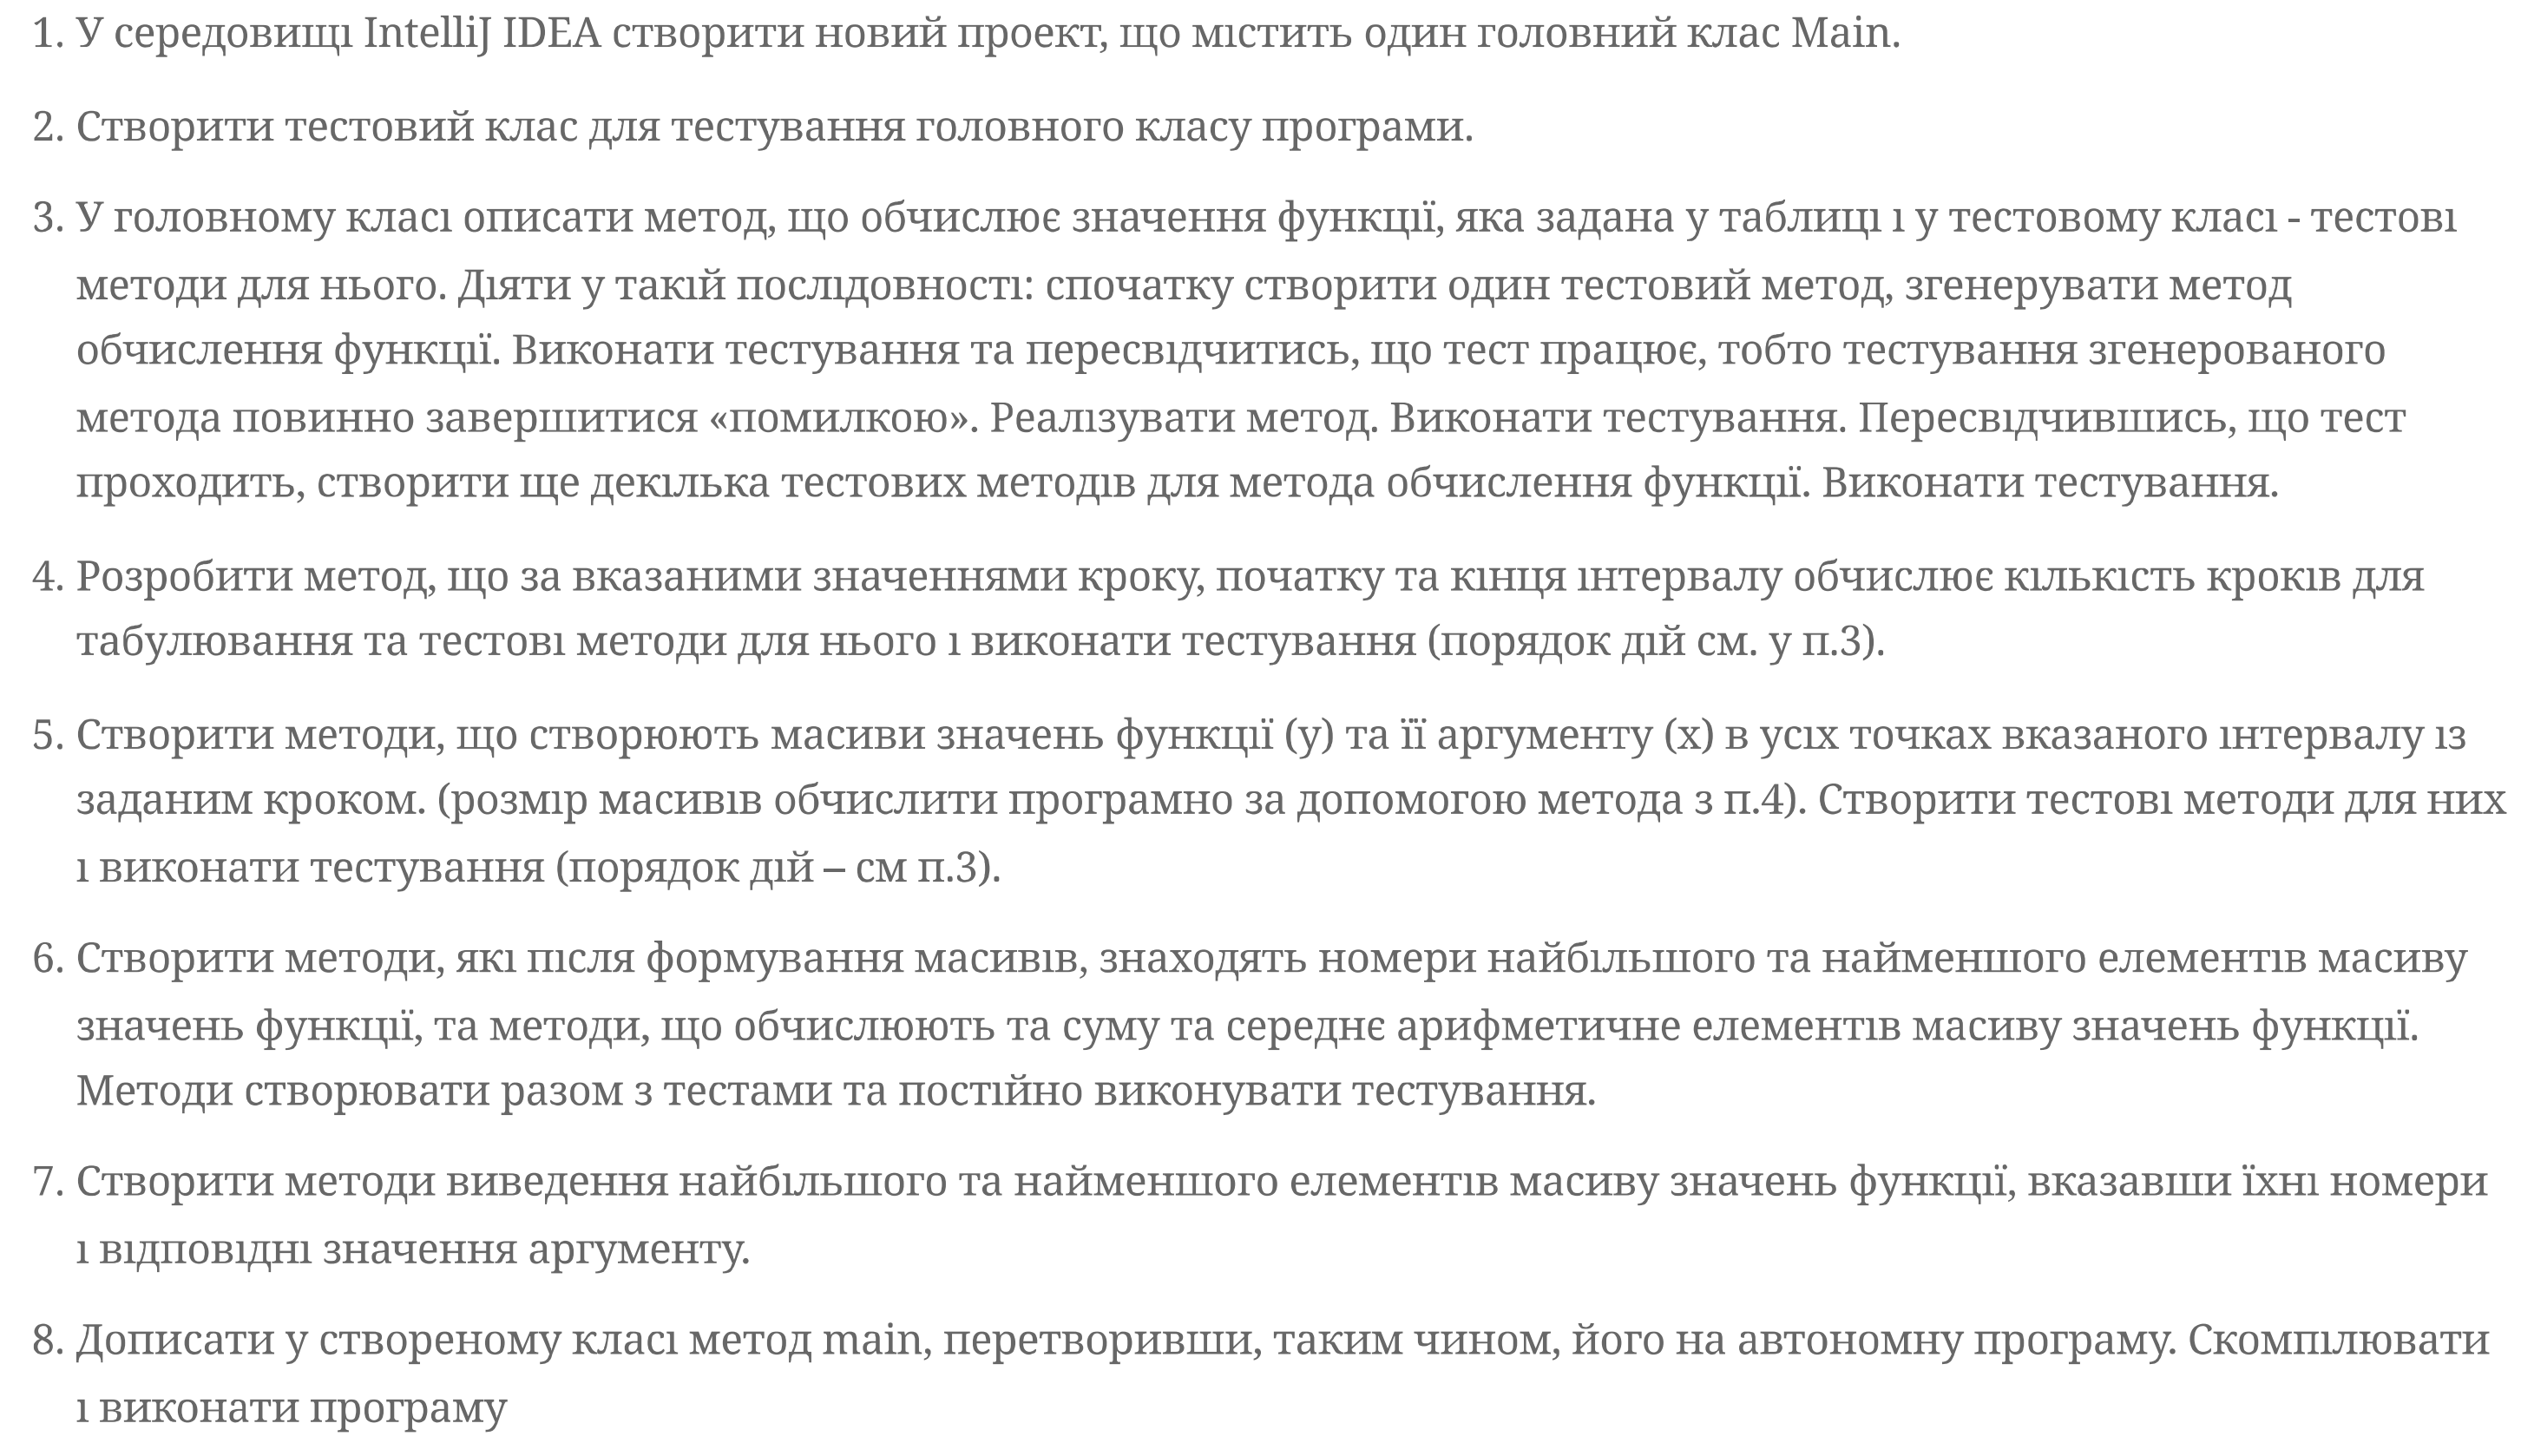 1. У середовищі IntelliJ IDEA створити новий проект, що містить один головний клас Main.
2. Створити тестовий клас для тестування головного класу програми.
3. У головному класі описати метод, що обчислює значення функції, яка задана у таблиці і у тестовому класі - тестові
методи для нього. Діяти у такій послідовності: спочатку створити один тестовий метод, згенерувати метод
обчислення функції. Виконати тестування та пересвідчитись, що тест працює, тобто тестування згенерованого
метода повинно завершитися «помилкою». Реалізувати метод. Виконати тестування. Пересвідчившись, що тест
проходить, створити ще декілька тестових методів для метода обчислення функції. Виконати тестування.
4. Розробити метод, що за вказаними значеннями кроку, початку та кінця інтервалу обчислює кількість кроків для
табулювання та тестові методи для нього і виконати тестування (порядок дій см. у п.3).
5. Створити методи, що створюють масиви значень функції (y) та її аргументу (x) в усіх точках вказаного інтервалу із
заданим кроком. (розмір масивів обчислити програмно за допомогою метода з п.4). Створити тестові методи для них
і виконати тестування (порядок дій – см п.3).
6. Створити методи, які після формування масивів, знаходять номери найбільшого та найменшого елементів масиву
значень функції, та методи, що обчислюють та суму та середнє арифметичне елементів масиву значень функції.
Методи створювати разом з тестами та постійно виконувати тестування.
7. Створити методи виведення найбільшого та найменшого елементів масиву значень функції, вказавши їхні номери
і відповідні значення аргументу.
8. Дописати у створеному класі метод main, перетворивши, таким чином, його на автономну програму. Скомпілювати
і виконати програму